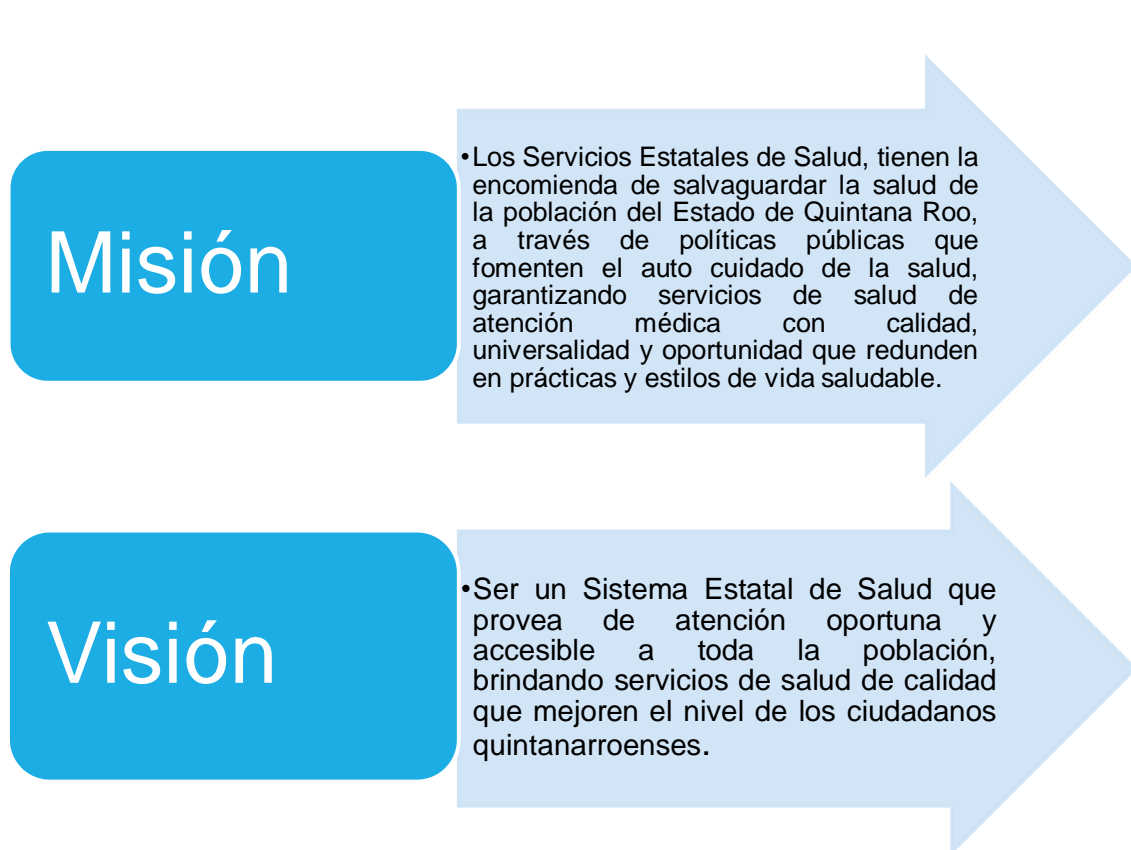 Misión
•Los Servicios Estatales de Salud, tienen la
encomienda de salvaguardar la salud de
la población del Estado de Quintana Roo,
a través de políticas públicas que
fomenten el auto cuidado de la salud,
garantizando servicios de salud de
atención médica con calidad,
universalidad y oportunidad que redunden
en prácticas y estilos de vida saludable.
Visión
•Ser un Sistema Estatal de Salud que
provea de atención oportuna y
accesible a toda la población,
brindando servicios de salud de calidad
que mejoren el nivel de los ciudadanos
quintanarroenses.